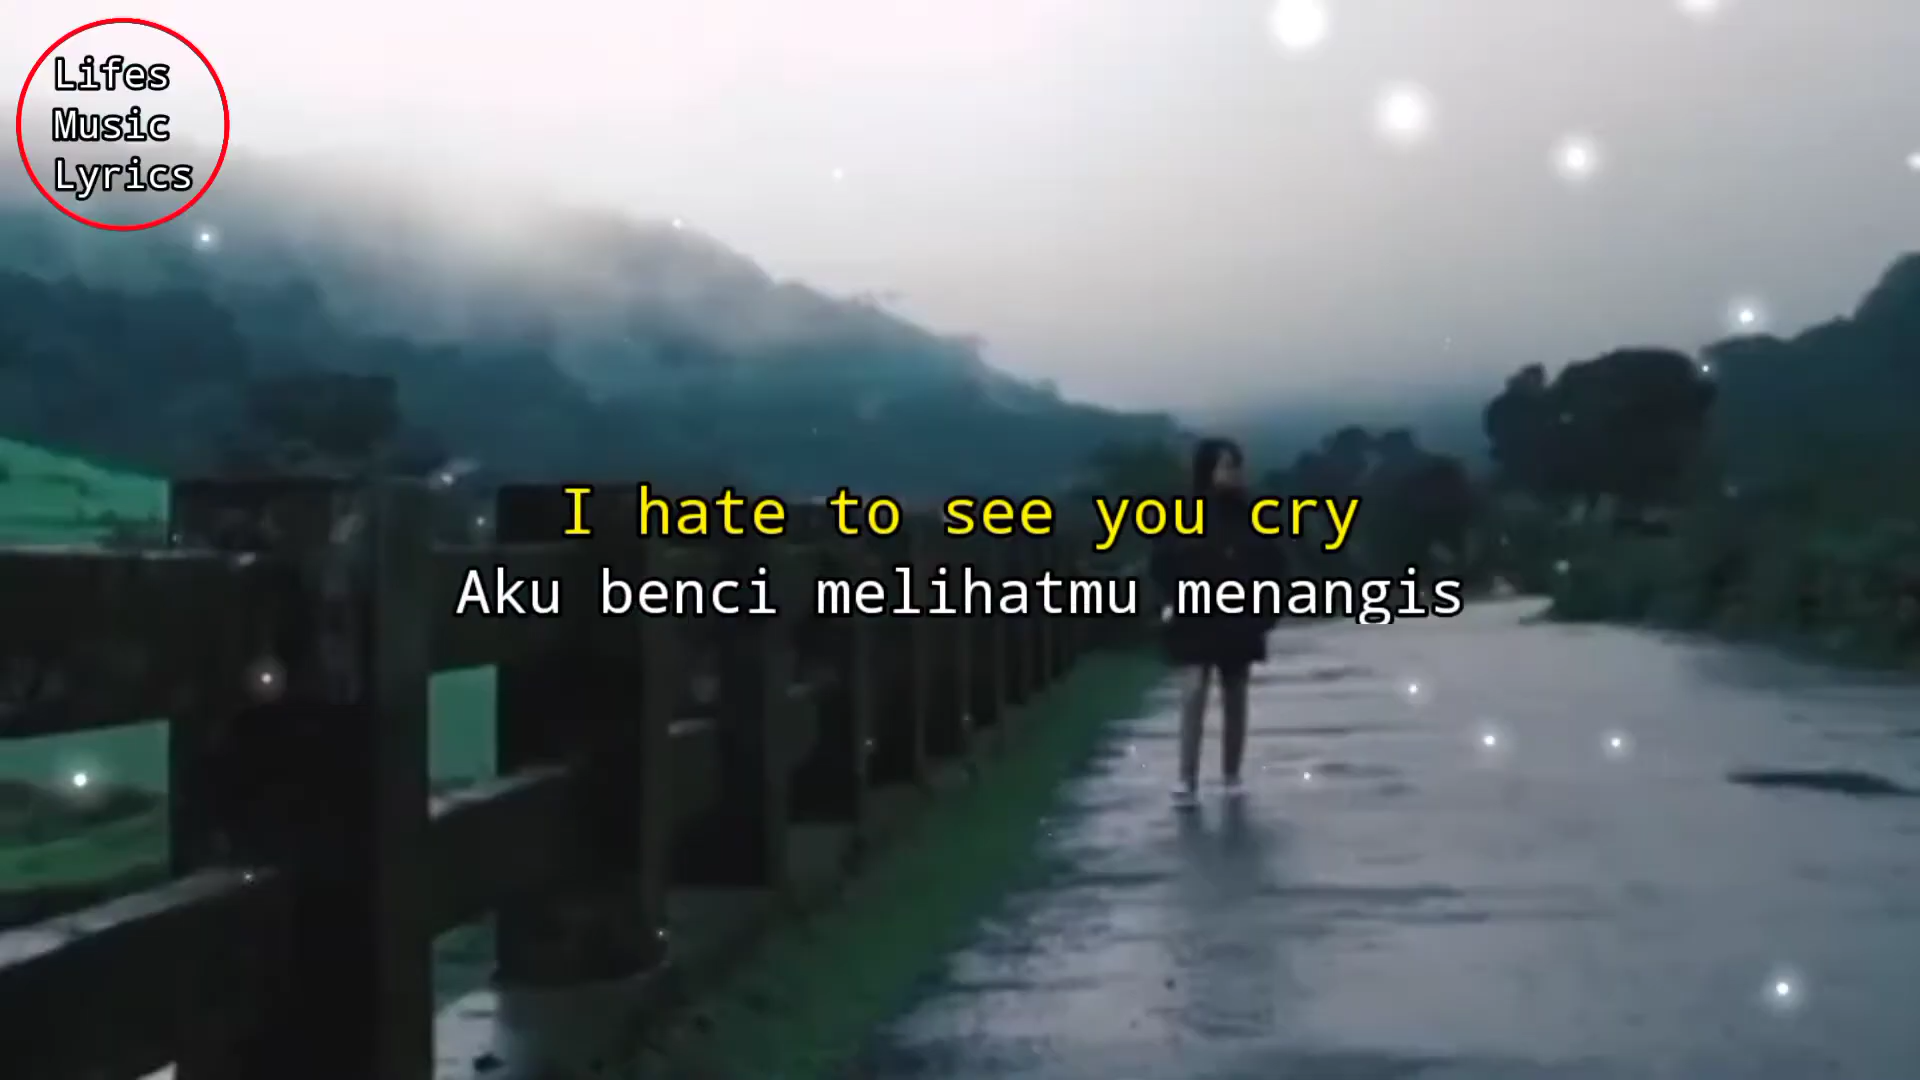 Lifes
Music
Lyrics
I hate to see you cry
Aku benci melihatmu menangis